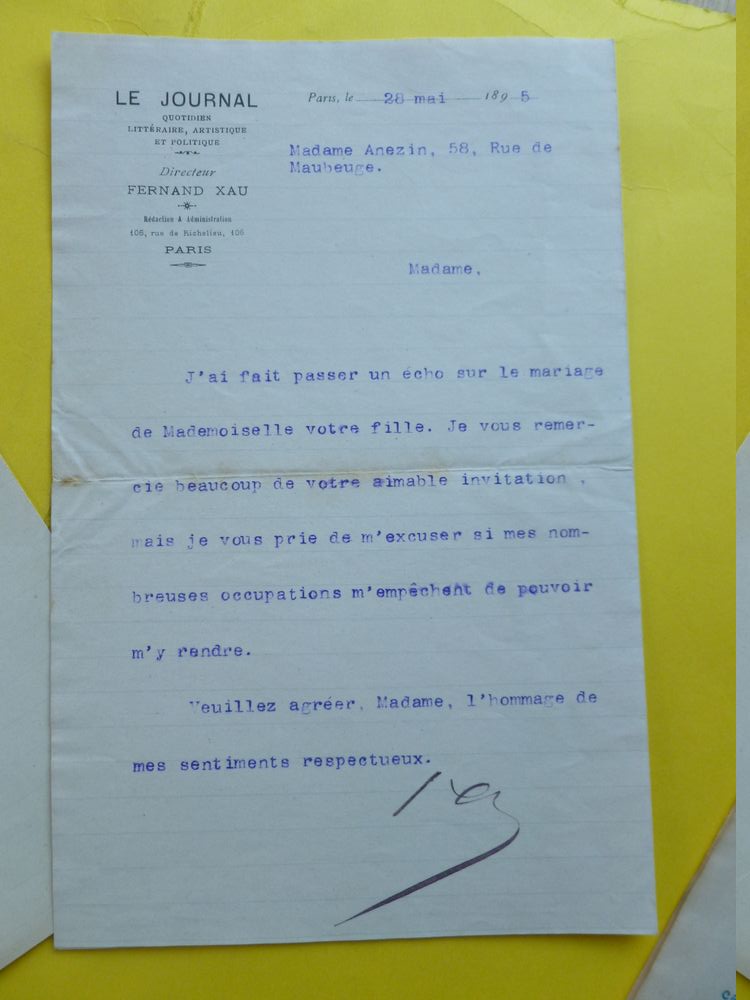 LE JOURNAL
QUOTIDIEN
LITTÉRAIRE, ARTISTIQUE
ET POLITIQUE
Directeur
FERNAND XAU
Rédaction & Administration
106, rue de Richelieu, 106
PARIS
Paris, le 28 mai 1895
Madame Anezin, 58, Rue de
Maubeuge.
Madame,
J'ai fait passer un écho sur le mariage
de Mademoiselle votre fille. Je vous remer-
cie beaucoup de votre aimable invitation ,
mais je vous prie de m'excuser si mes nom-
breuses occupations m'empêchent de pouvoir
m'y rendre.
Veuillez agréer, Madame, l'hommage de
mes sentiments respectueux.